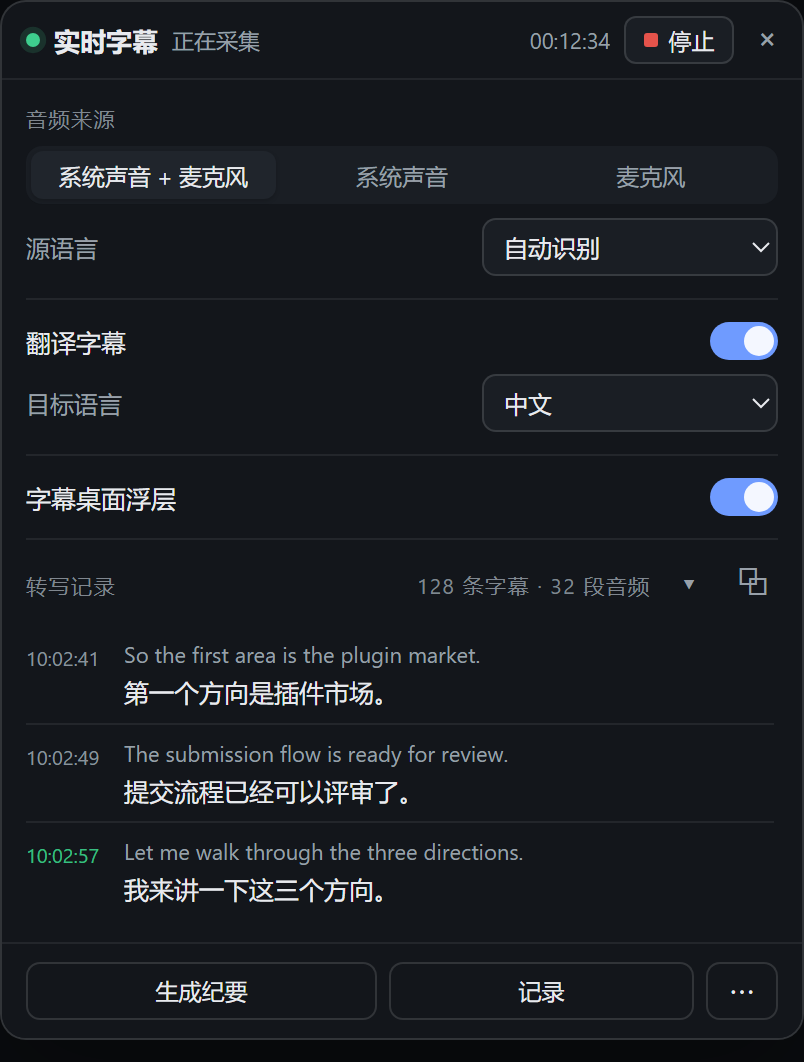 实时字幕 正在采集 00:12:34 停止 ×
音频来源
系统声音 + 麦克风 系统声音 麦克风
源语言 自动识别
翻译字幕
目标语言 中文
字幕桌面浮层
转写记录 128 条字幕 · 32 段音频 ▼
10:02:41 So the first area is the plugin market.
第一个方向是插件市场。
10:02:49 The submission flow is ready for review.
提交流程已经可以评审了。
10:02:57 Let me walk through the three directions.
我来讲一下这三个方向。
生成纪要 记录 ···